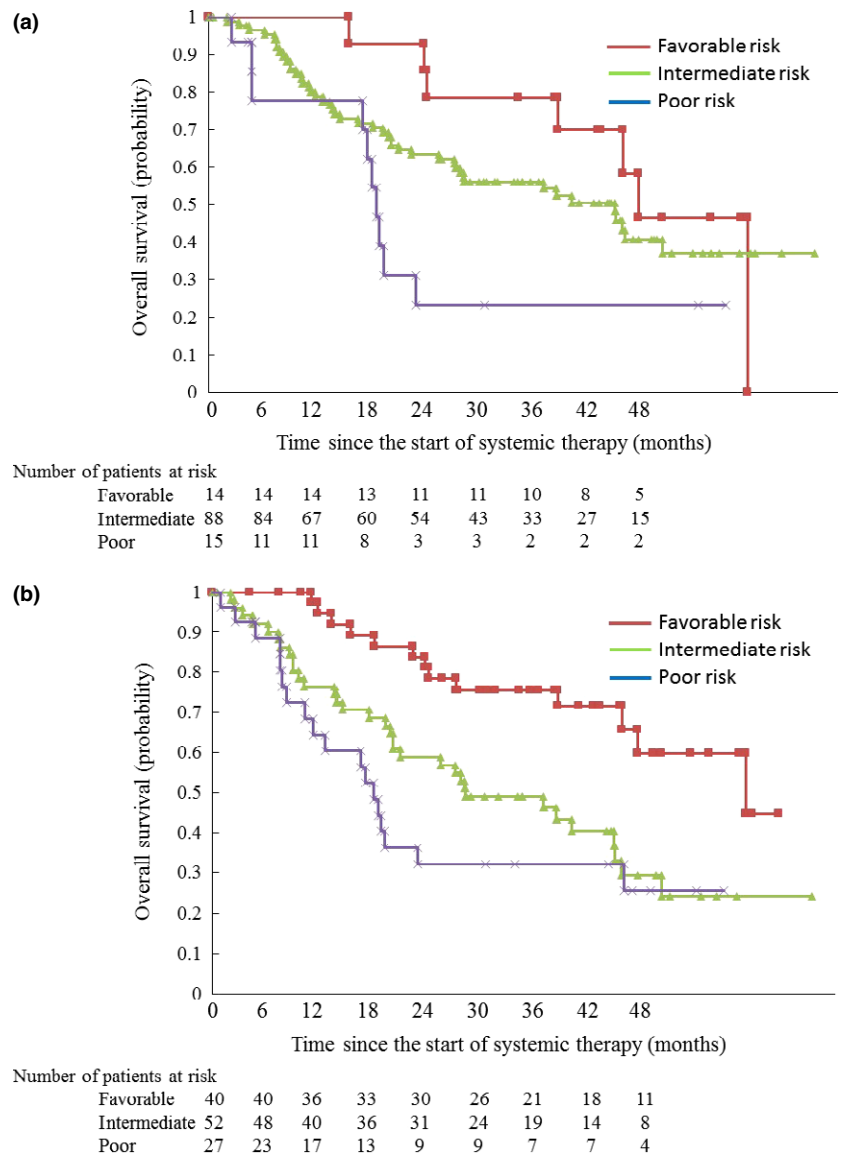 (a)
1
0.9
0.8
0.7
0.6
0.5
0.4
0.3
0.2
0.1
0
Overall survival (probability)
Favorable risk
Intermediate risk
Poor risk
0 6 12 18 24 30 36 42 48
Time since the start of systemic therapy (months)
Number of patients at risk
Favorable 14 14 14 13 11 11 10 8 5
Intermediate 88 84 67 60 54 43 33 27 15
Poor 15 11 11 8 3 3 2 2 2
(b)
1
0.9
0.8
0.7
0.6
0.5
0.4
0.3
0.2
0.1
0
Overall survival (probability)
Favorable risk
Intermediate risk
Poor risk
0 6 12 18 24 30 36 42 48
Time since the start of systemic therapy (months)
Number of patients at risk
Favorable 40 40 36 33 30 26 21 18 11
Intermediate 52 48 40 36 31 24 19 14 8
Poor 27 23 17 13 9 9 7 7 4